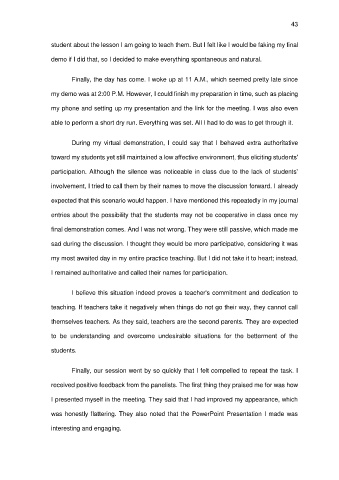 43
student about the lesson I am going to teach them. But I felt like I would be faking my final
demo if I did that, so I decided to make everything spontaneous and natural.
Finally, the day has come. I woke up at 11 A.M., which seemed pretty late since
my demo was at 2:00 P.M. However, I could finish my preparation in time, such as placing
my phone and setting up my presentation and the link for the meeting. I was also even
able to perform a short dry run. Everything was set. All I had to do was to get through it.
During my virtual demonstration, I could say that I behaved extra authoritative
toward my students yet still maintained a low affective environment, thus eliciting students'
participation. Although the silence was noticeable in class due to the lack of students'
involvement, I tried to call them by their names to move the discussion forward. I already
expected that this scenario would happen. I have mentioned this repeatedly in my journal
entries about the possibility that the students may not be cooperative in class once my
final demonstration comes. And I was not wrong. They were still passive, which made me
sad during the discussion. I thought they would be more participative, considering it was
my most awaited day in my entire practice teaching. But I did not take it to heart; instead,
I remained authoritative and called their names for participation.
I believe this situation indeed proves a teacher's commitment and dedication to
teaching. If teachers take it negatively when things do not go their way, they cannot call
themselves teachers. As they said, teachers are the second parents. They are expected
to be understanding and overcome undesirable situations for the betterment of the
students.
Finally, our session went by so quickly that I felt compelled to repeat the task. I
received positive feedback from the panelists. The first thing they praised me for was how
I presented myself in the meeting. They said that I had improved my appearance, which
was honestly flattering. They also noted that the PowerPoint Presentation I made was
interesting and engaging.